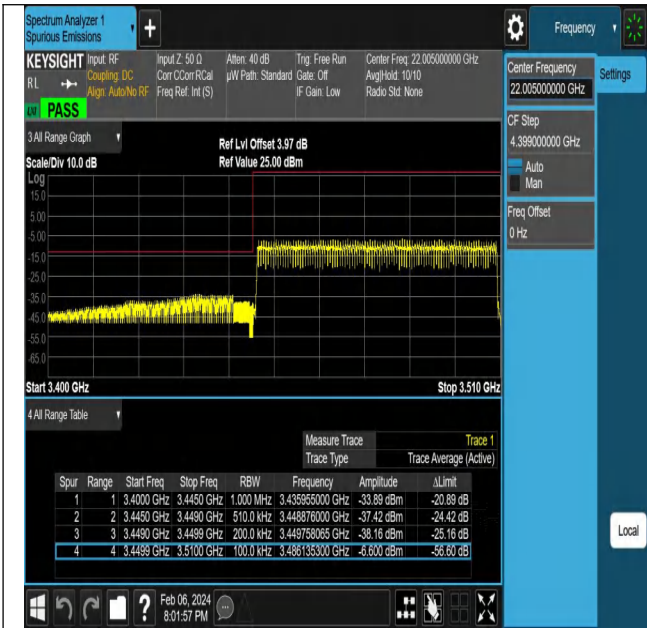 Spectrum Analyzer 1
Spurious Emissions
Frequency
KEYSIGHT Input: RF Input Z: 50 Ω Atten: 40 dB Trig: Free Run Center Freq: 22.005000000 GHz
RL Coupling: DC Corr CCorr RCal µW Path: Standard Gate: Off Avg|Hold: 10/10
Align: Auto/No RF Freq Ref: Int (S) IF Gain: Low Radio Std: None
LXI PASS
Center Frequency
22.005000000 GHz
Settings
CF Step
4.399000000 GHz
Auto
Man
Freq Offset
0 Hz
3 All Range Graph
Ref Lvl Offset 3.97 dB
Scale/Div 10.0 dB Ref Value 25.00 dBm
Log
15.0
5.00
-5.00
-15.0
-25.0
-35.0
-45.0
-55.0
-65.0
Start 3.400 GHz Stop 3.510 GHz
4 All Range Table
Measure Trace Trace 1
Trace Type Trace Average (Active)
Spur Range Start Freq Stop Freq RBW Frequency Amplitude ΔLimit
1 1 3.4000 GHz 3.4450 GHz 1.000 MHz 3.435955000 GHz -33.89 dBm -20.89 dB
2 2 3.4450 GHz 3.4490 GHz 510.0 kHz 3.448876000 GHz -37.42 dBm -24.42 dB
3 3 3.4490 GHz 3.4499 GHz 200.0 kHz 3.449758065 GHz -38.16 dBm -25.16 dB
4 4 3.4499 GHz 3.5100 GHz 100.0 kHz 3.486135300 GHz -6.600 dBm -56.60 dB
Local
Feb 06, 2024
8:01:57 PM